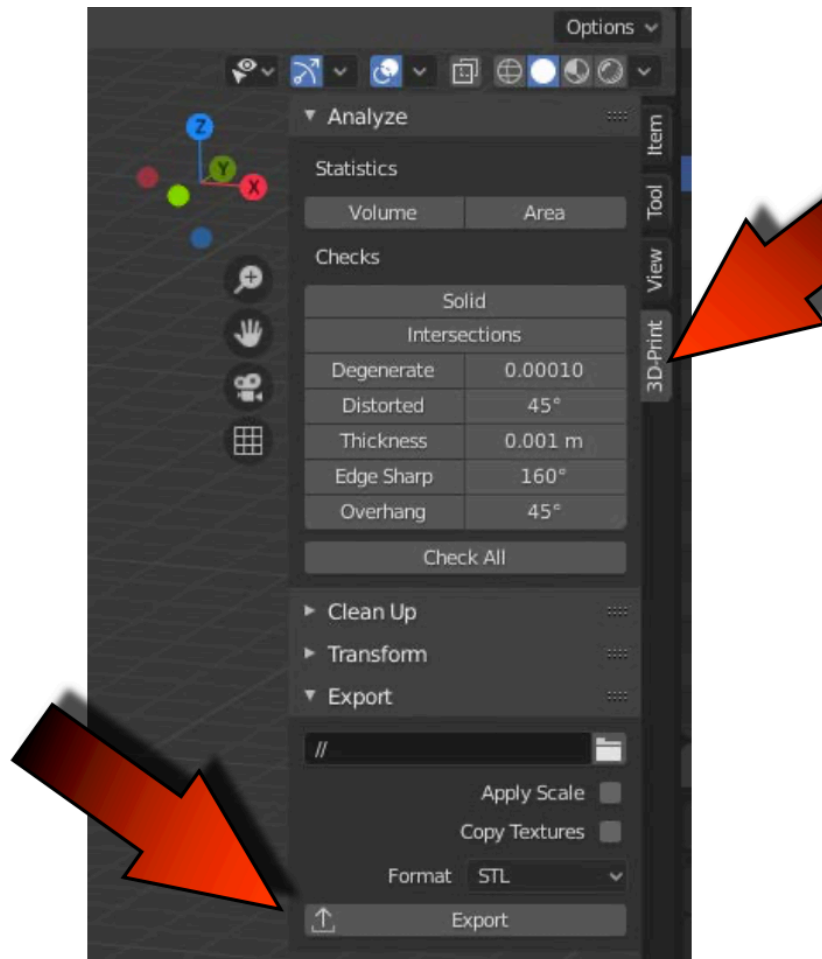 Options
Z
Y
X
Analyze
Item
Statistics
Tool
Volume Area
Checks
View
Solid
Intersections
3D-Print
Degenerate 0.00010
Distorted 45°
Thickness 0.001 m
Edge Sharp 160°
Overhang 45°
Check All
Clean Up
Transform
Export
//
Apply Scale
Copy Textures
Format STL
Export